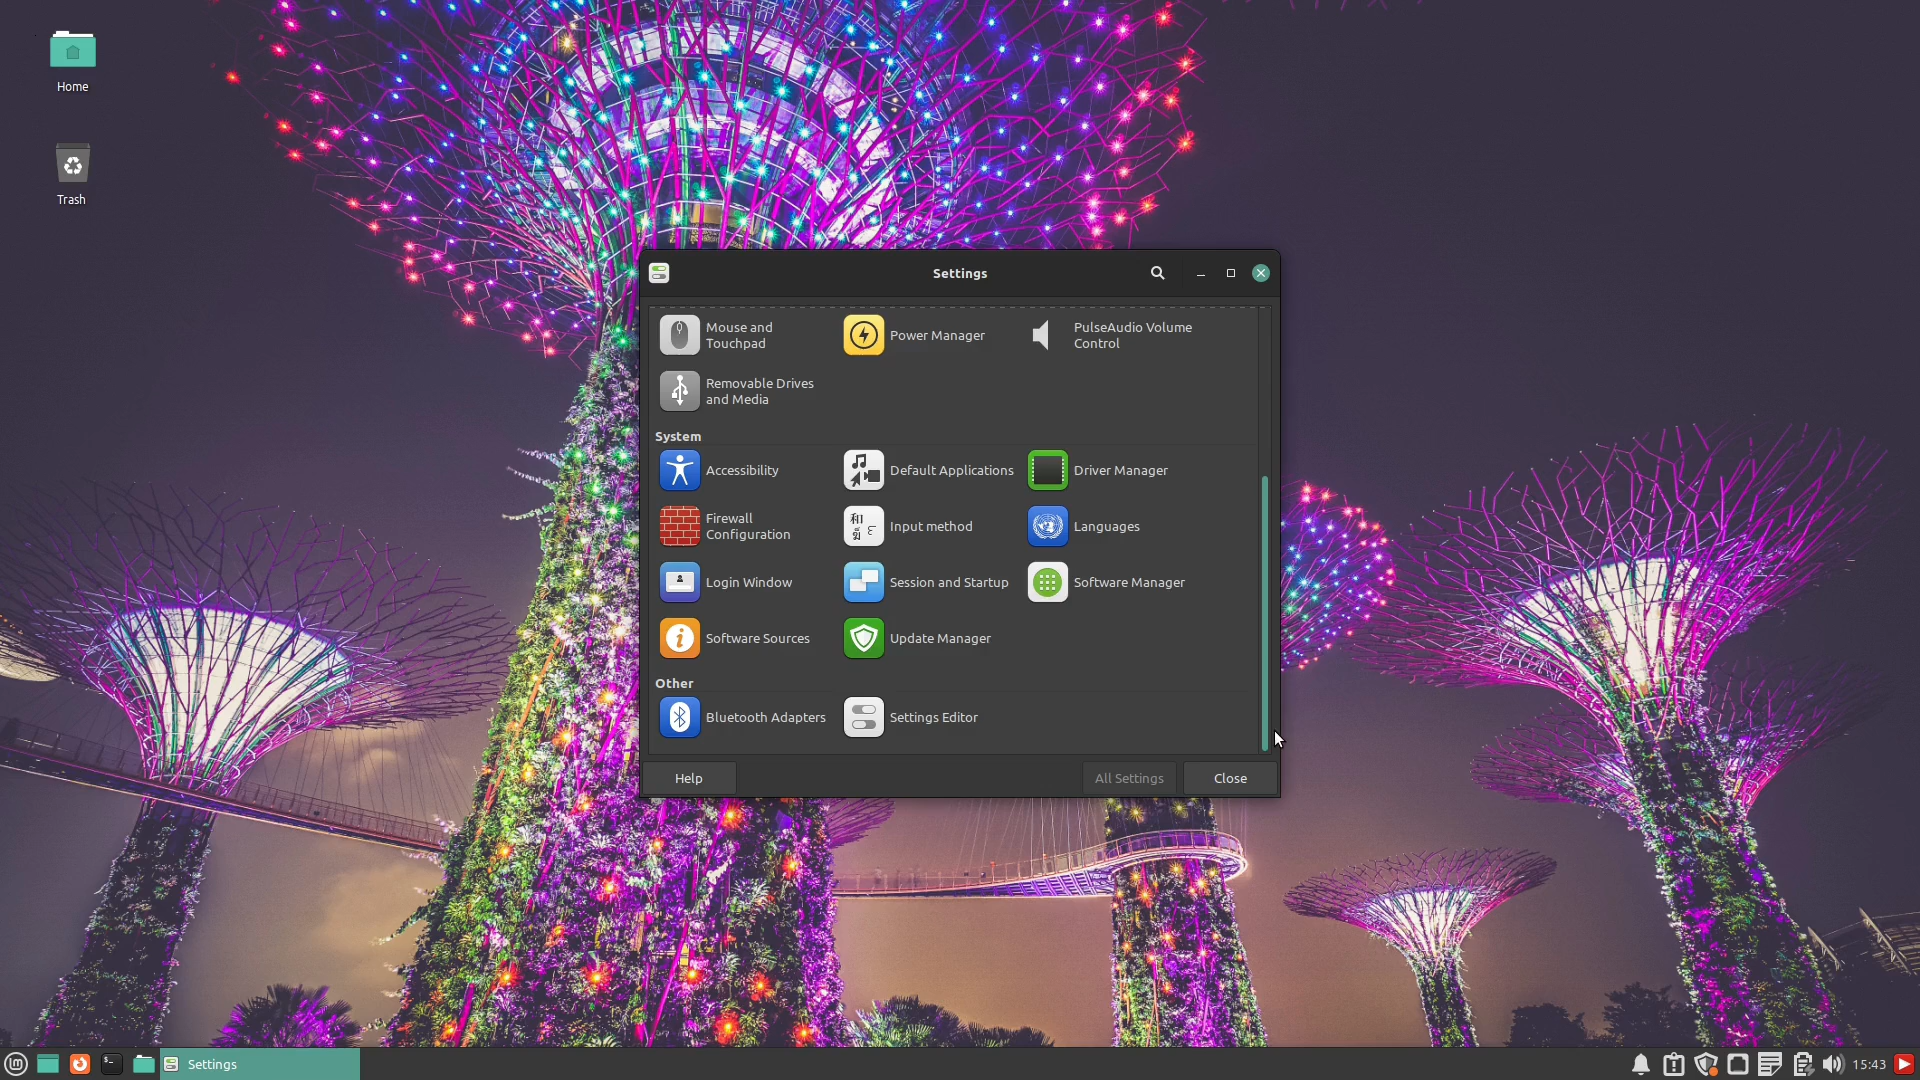 Home
Trash
Settings
Mouse and
Touchpad
Power Manager
PulseAudio Volume
Control
Removable Drives
and Media
System
Accessibility
Default Applications
Driver Manager
Firewall
Configuration
Input method
Languages
Login Window
Session and Startup
Software Manager
Software Sources
Update Manager
Other
Bluetooth Adapters
Settings Editor
Help
All Settings
Close
Settings
15:43